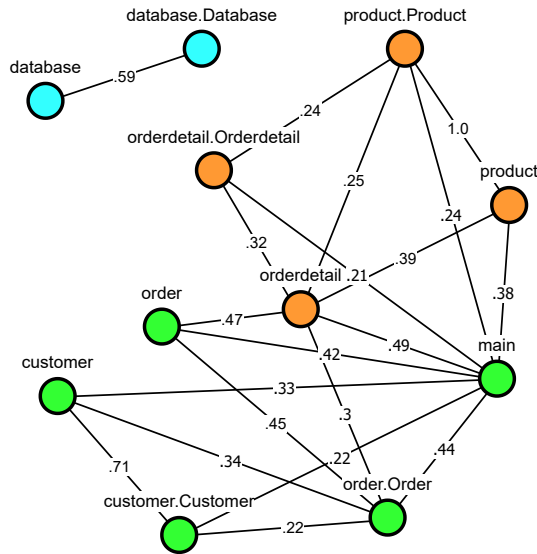 database.Database
product.Product
database
.59
.24
1.0
orderdetail.Orderdetail
product
.25
.24
.32
orderdetail
.21
.39
order
.38
.47
.49
main
.42
customer
.33
.3
.45
.44
.71
.34
.22
order.Order
customer.Customer
.22